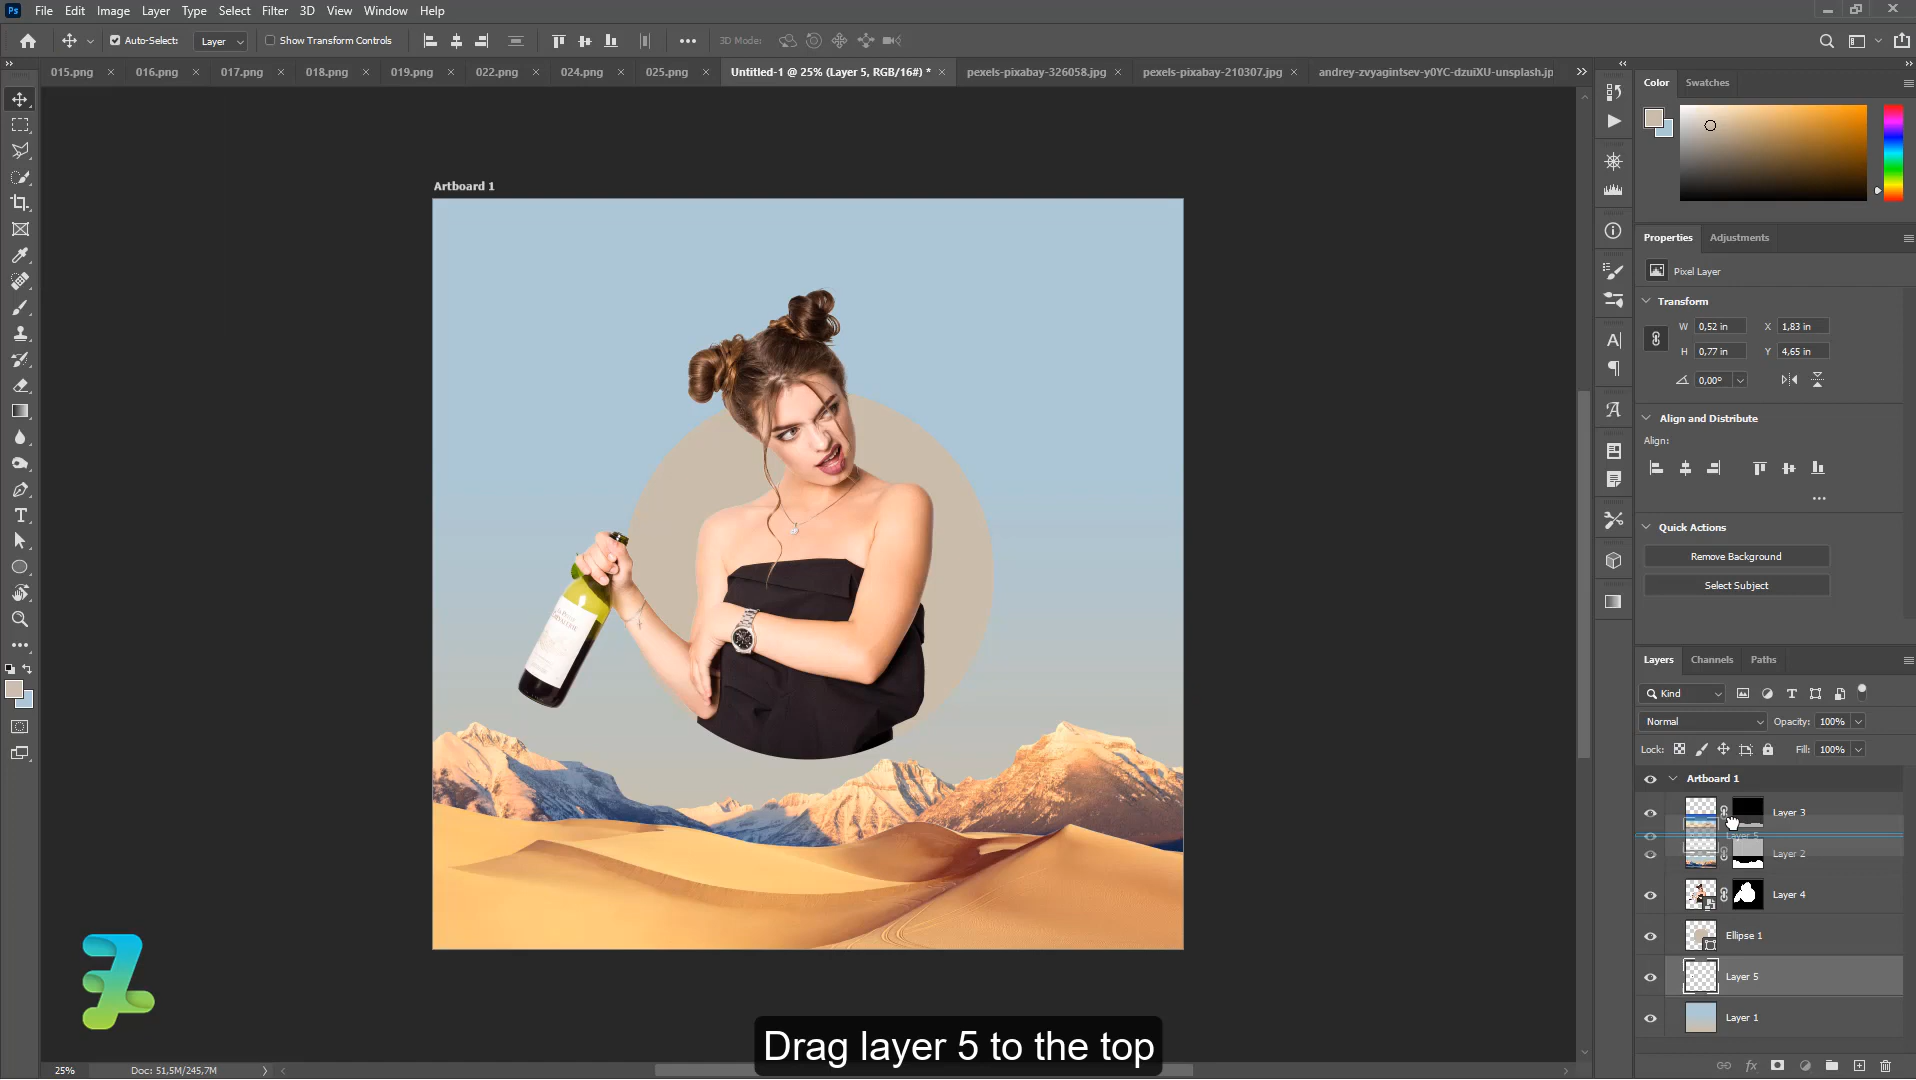 Ps File Edit Image Layer Type Select Filter 3D View Window Help
Auto-Select: Layer Show Transform Controls 3D Mode:
015.png 016.png 017.png 018.png 019.png 022.png 024.png 025.png Untitled-1 @ 25% (Layer 5, RGB/16#) * pexels-pixabay-326058.jpg pexels-pixabay-210307.jpg andrey-zvyagintsev-y0YC-dzuiXU-unsplash.jp
Color Swatches
Artboard 1
Properties Adjustments
Pixel Layer
Transform
W 0,52 in X 1,83 in
H 0,77 in Y 4,65 in
0,00°
Align and Distribute
Align:
Quick Actions
Remove Background
Select Subject
Layers Channels Paths
Kind
Normal Opacity: 100%
Lock: Fill: 100%
Artboard 1
Layer 3
Layer 5
Layer 2
Layer 4
Ellipse 1
Layer 5
Layer 1
Drag layer 5 to the top
25% Doc: 51,5M/245,7M